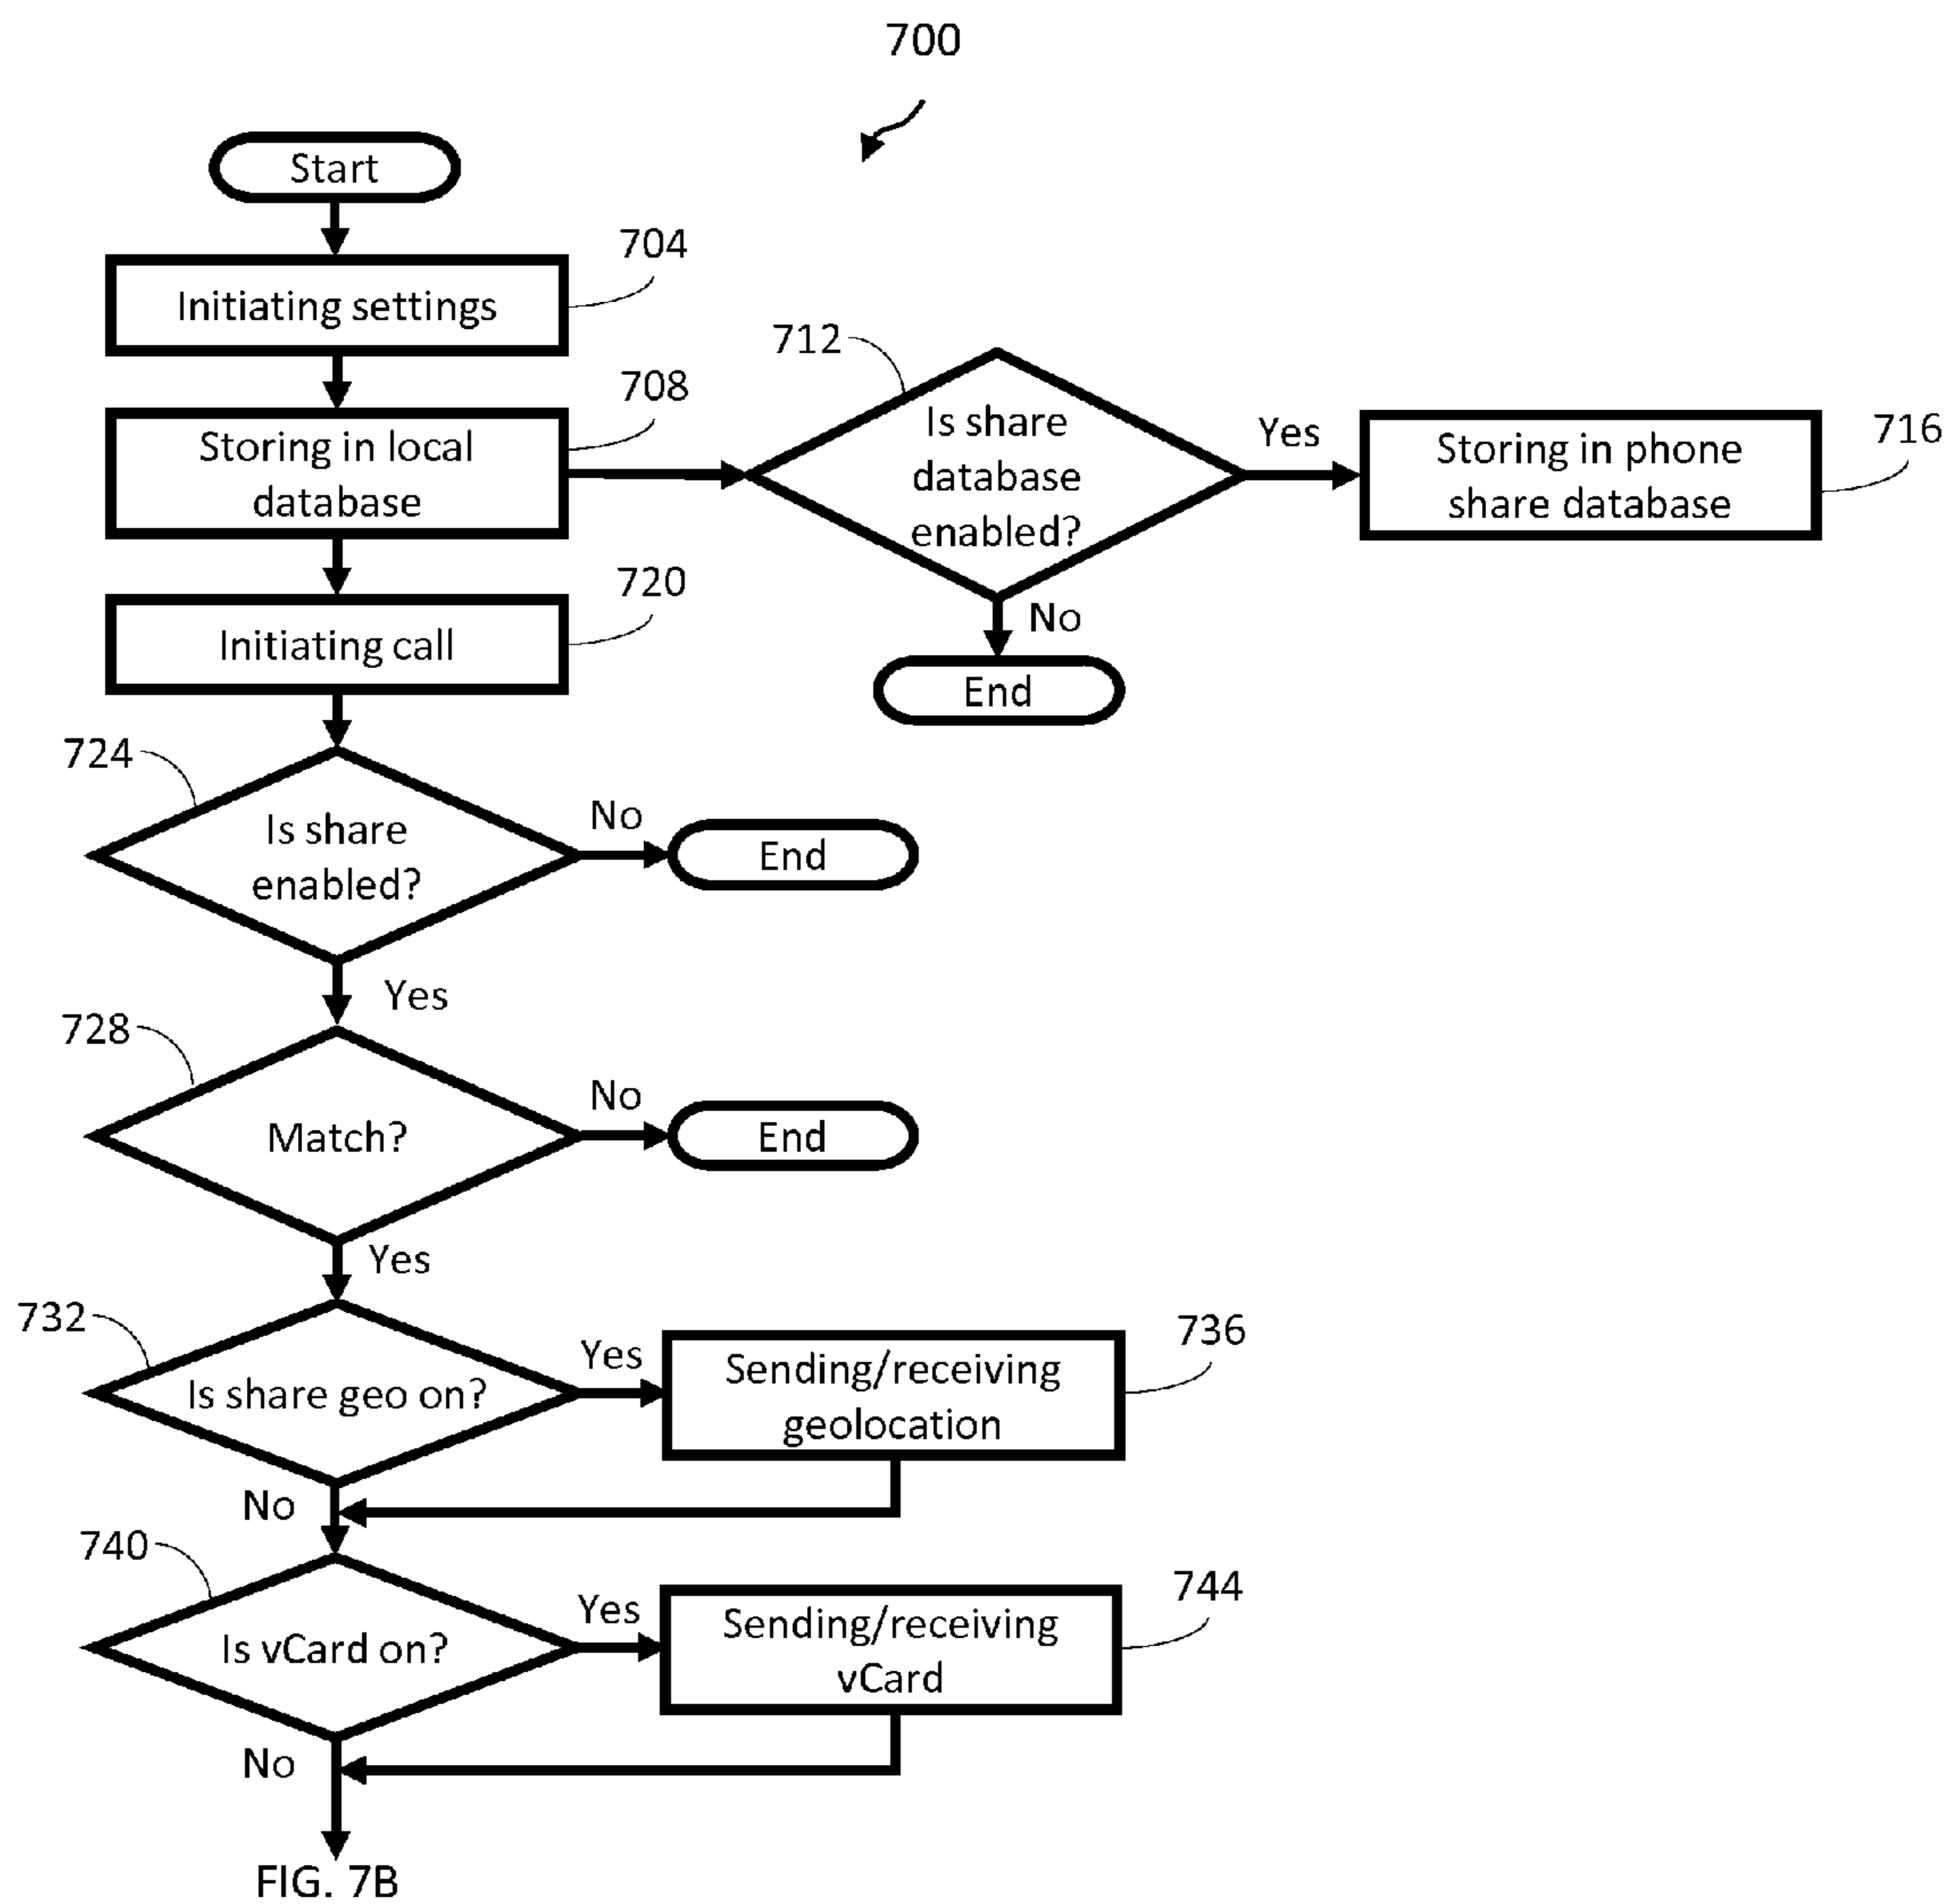 700
Start
704
Initiating settings
708
Storing in local
database
712
Is share
database
enabled?
Yes
716
Storing in phone
share database
No
End
720
Initiating call
724
Is share
enabled?
No
End
Yes
728
Match?
No
End
Yes
732
Is share geo on?
Yes
736
Sending/receiving
geolocation
No
740
Is vCard on?
Yes
744
Sending/receiving
vCard
No
FIG. 7B